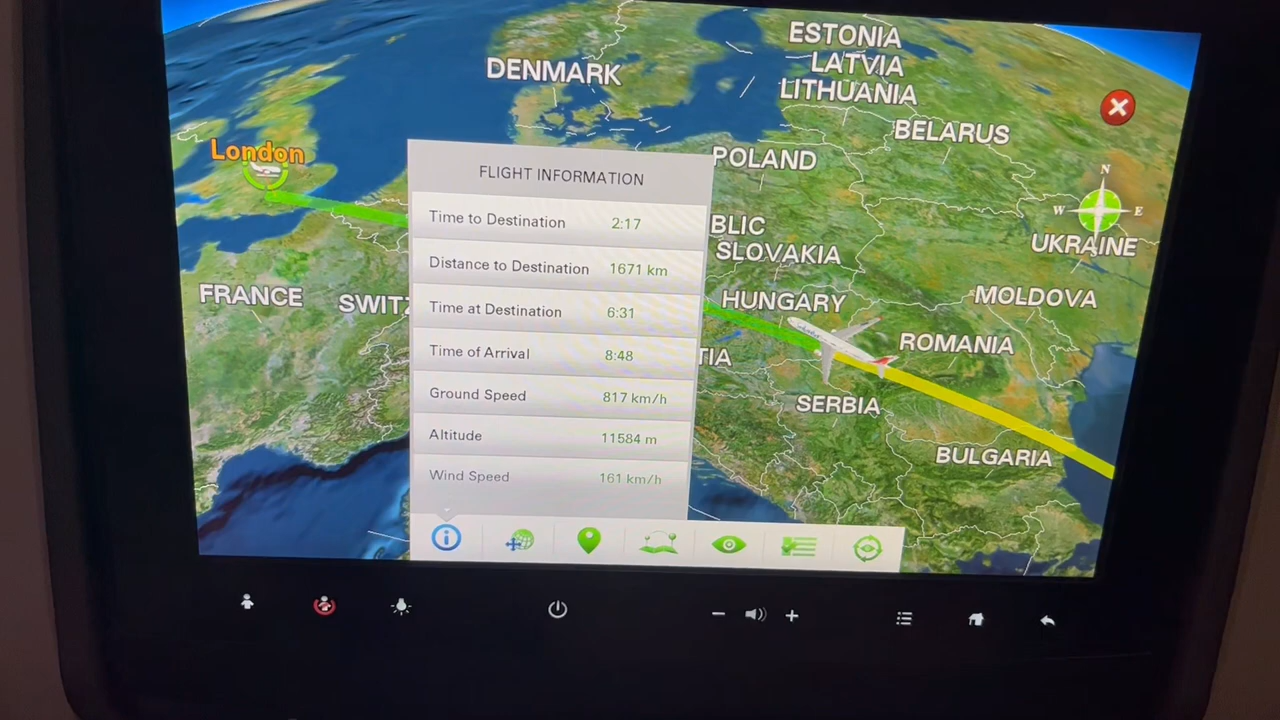 ESTONIA
LATVIA
LITHUANIA
DENMARK
BELARUS
London
POLAND
UKRAINE
BLIC
SLOVAKIA
FRANCE
SWITZ
HUNGARY
MOLDOVA
TIA
ROMANIA
SERBIA
BULGARIA
N
W E
S
FLIGHT INFORMATION
Time to Destination 2:17
Distance to Destination 1671 km
Time at Destination 6:31
Time of Arrival 8:48
Ground Speed 817 km/h
Altitude 11584 m
Wind Speed 161 km/h